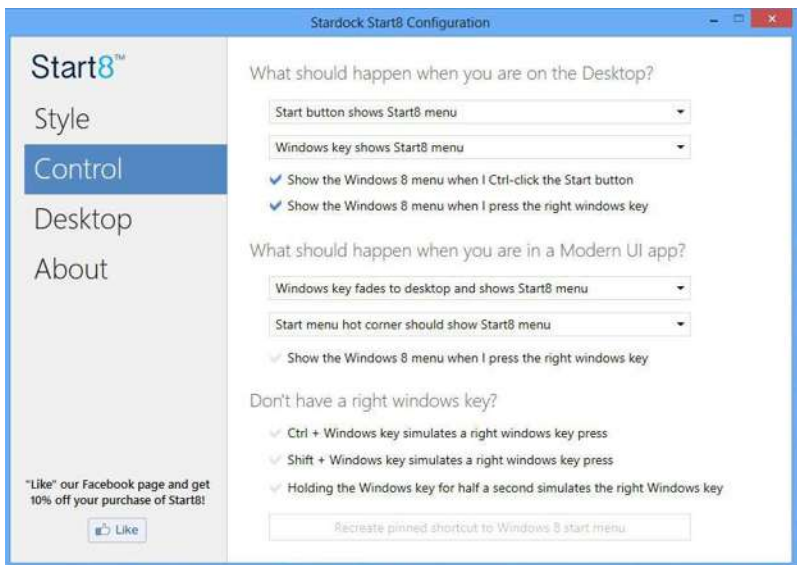 Stardock Start8 Configuration
Start8™
Style
Control
Desktop
About
"Like" our Facebook page and get
10% off your purchase of Start8!
Like
What should happen when you are on the Desktop?
Start button shows Start8 menu
Windows key shows Start8 menu
Show the Windows 8 menu when I Ctrl-click the Start button
Show the Windows 8 menu when I press the right windows key
What should happen when you are in a Modern UI app?
Windows key fades to desktop and shows Start8 menu
Start menu hot corner should show Start8 menu
Show the Windows 8 menu when I press the right windows key
Don't have a right windows key?
Ctrl + Windows key simulates a right windows key press
Shift + Windows key simulates a right windows key press
Holding the Windows key for half a second simulates the right Windows key
Recreate pinned shortcut to Windows 8 start menu